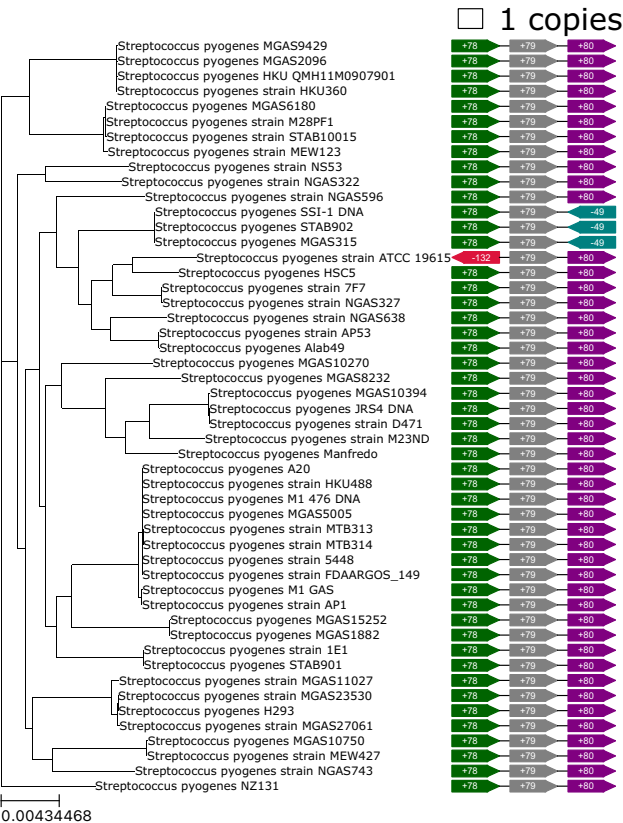 1 copies
Streptococcus pyogenes MGAS9429 +78 +79 +80
Streptococcus pyogenes MGAS2096 +78 +79 +80
Streptococcus pyogenes HKU QMH11M0907901 +78 +79 +80
Streptococcus pyogenes strain HKU360 +78 +79 +80
Streptococcus pyogenes MGAS6180 +78 +79 +80
Streptococcus pyogenes strain M28PF1 +78 +79 +80
Streptococcus pyogenes strain STAB10015 +78 +79 +80
Streptococcus pyogenes strain MEW123 +78 +79 +80
Streptococcus pyogenes strain NS53 +78 +79 +80
Streptococcus pyogenes strain NGAS322 +78 +79 +80
Streptococcus pyogenes strain NGAS596 +78 +79 +80
Streptococcus pyogenes SSI-1 DNA +78 +79 -49
Streptococcus pyogenes STAB902 +78 +79 -49
Streptococcus pyogenes MGAS315 +78 +79 -49
Streptococcus pyogenes strain ATCC 19615 -132 +79 +80
Streptococcus pyogenes HSC5 +78 +79 +80
Streptococcus pyogenes strain 7F7 +78 +79 +80
Streptococcus pyogenes strain NGAS327 +78 +79 +80
Streptococcus pyogenes strain NGAS638 +78 +79 +80
Streptococcus pyogenes strain AP53 +78 +79 +80
Streptococcus pyogenes Alab49 +78 +79 +80
Streptococcus pyogenes MGAS10270 +78 +79 +80
Streptococcus pyogenes MGAS8232 +78 +79 +80
Streptococcus pyogenes MGAS10394 +78 +79 +80
Streptococcus pyogenes JRS4 DNA +78 +79 +80
Streptococcus pyogenes strain D471 +78 +79 +80
Streptococcus pyogenes strain M23ND +78 +79 +80
Streptococcus pyogenes Manfredo +78 +79 +80
Streptococcus pyogenes A20 +78 +79 +80
Streptococcus pyogenes strain HKU488 +78 +79 +80
Streptococcus pyogenes M1 476 DNA +78 +79 +80
Streptococcus pyogenes MGAS5005 +78 +79 +80
Streptococcus pyogenes strain MTB313 +78 +79 +80
Streptococcus pyogenes strain MTB314 +78 +79 +80
Streptococcus pyogenes strain 5448 +78 +79 +80
Streptococcus pyogenes strain FDAARGOS_149 +78 +79 +80
Streptococcus pyogenes M1 GAS +78 +79 +80
Streptococcus pyogenes strain AP1 +78 +79 +80
Streptococcus pyogenes MGAS15252 +78 +79 +80
Streptococcus pyogenes MGAS1882 +78 +79 +80
Streptococcus pyogenes strain 1E1 +78 +79 +80
Streptococcus pyogenes STAB901 +78 +79 +80
Streptococcus pyogenes strain MGAS11027 +78 +79 +80
Streptococcus pyogenes strain MGAS23530 +78 +79 +80
Streptococcus pyogenes H293 +78 +79 +80
Streptococcus pyogenes strain MGAS27061 +78 +79 +80
Streptococcus pyogenes MGAS10750 +78 +79 +80
Streptococcus pyogenes strain MEW427 +78 +79 +80
Streptococcus pyogenes strain NGAS743 +78 +79 +80
Streptococcus pyogenes NZ131 +78 +79 +80
0.00434468